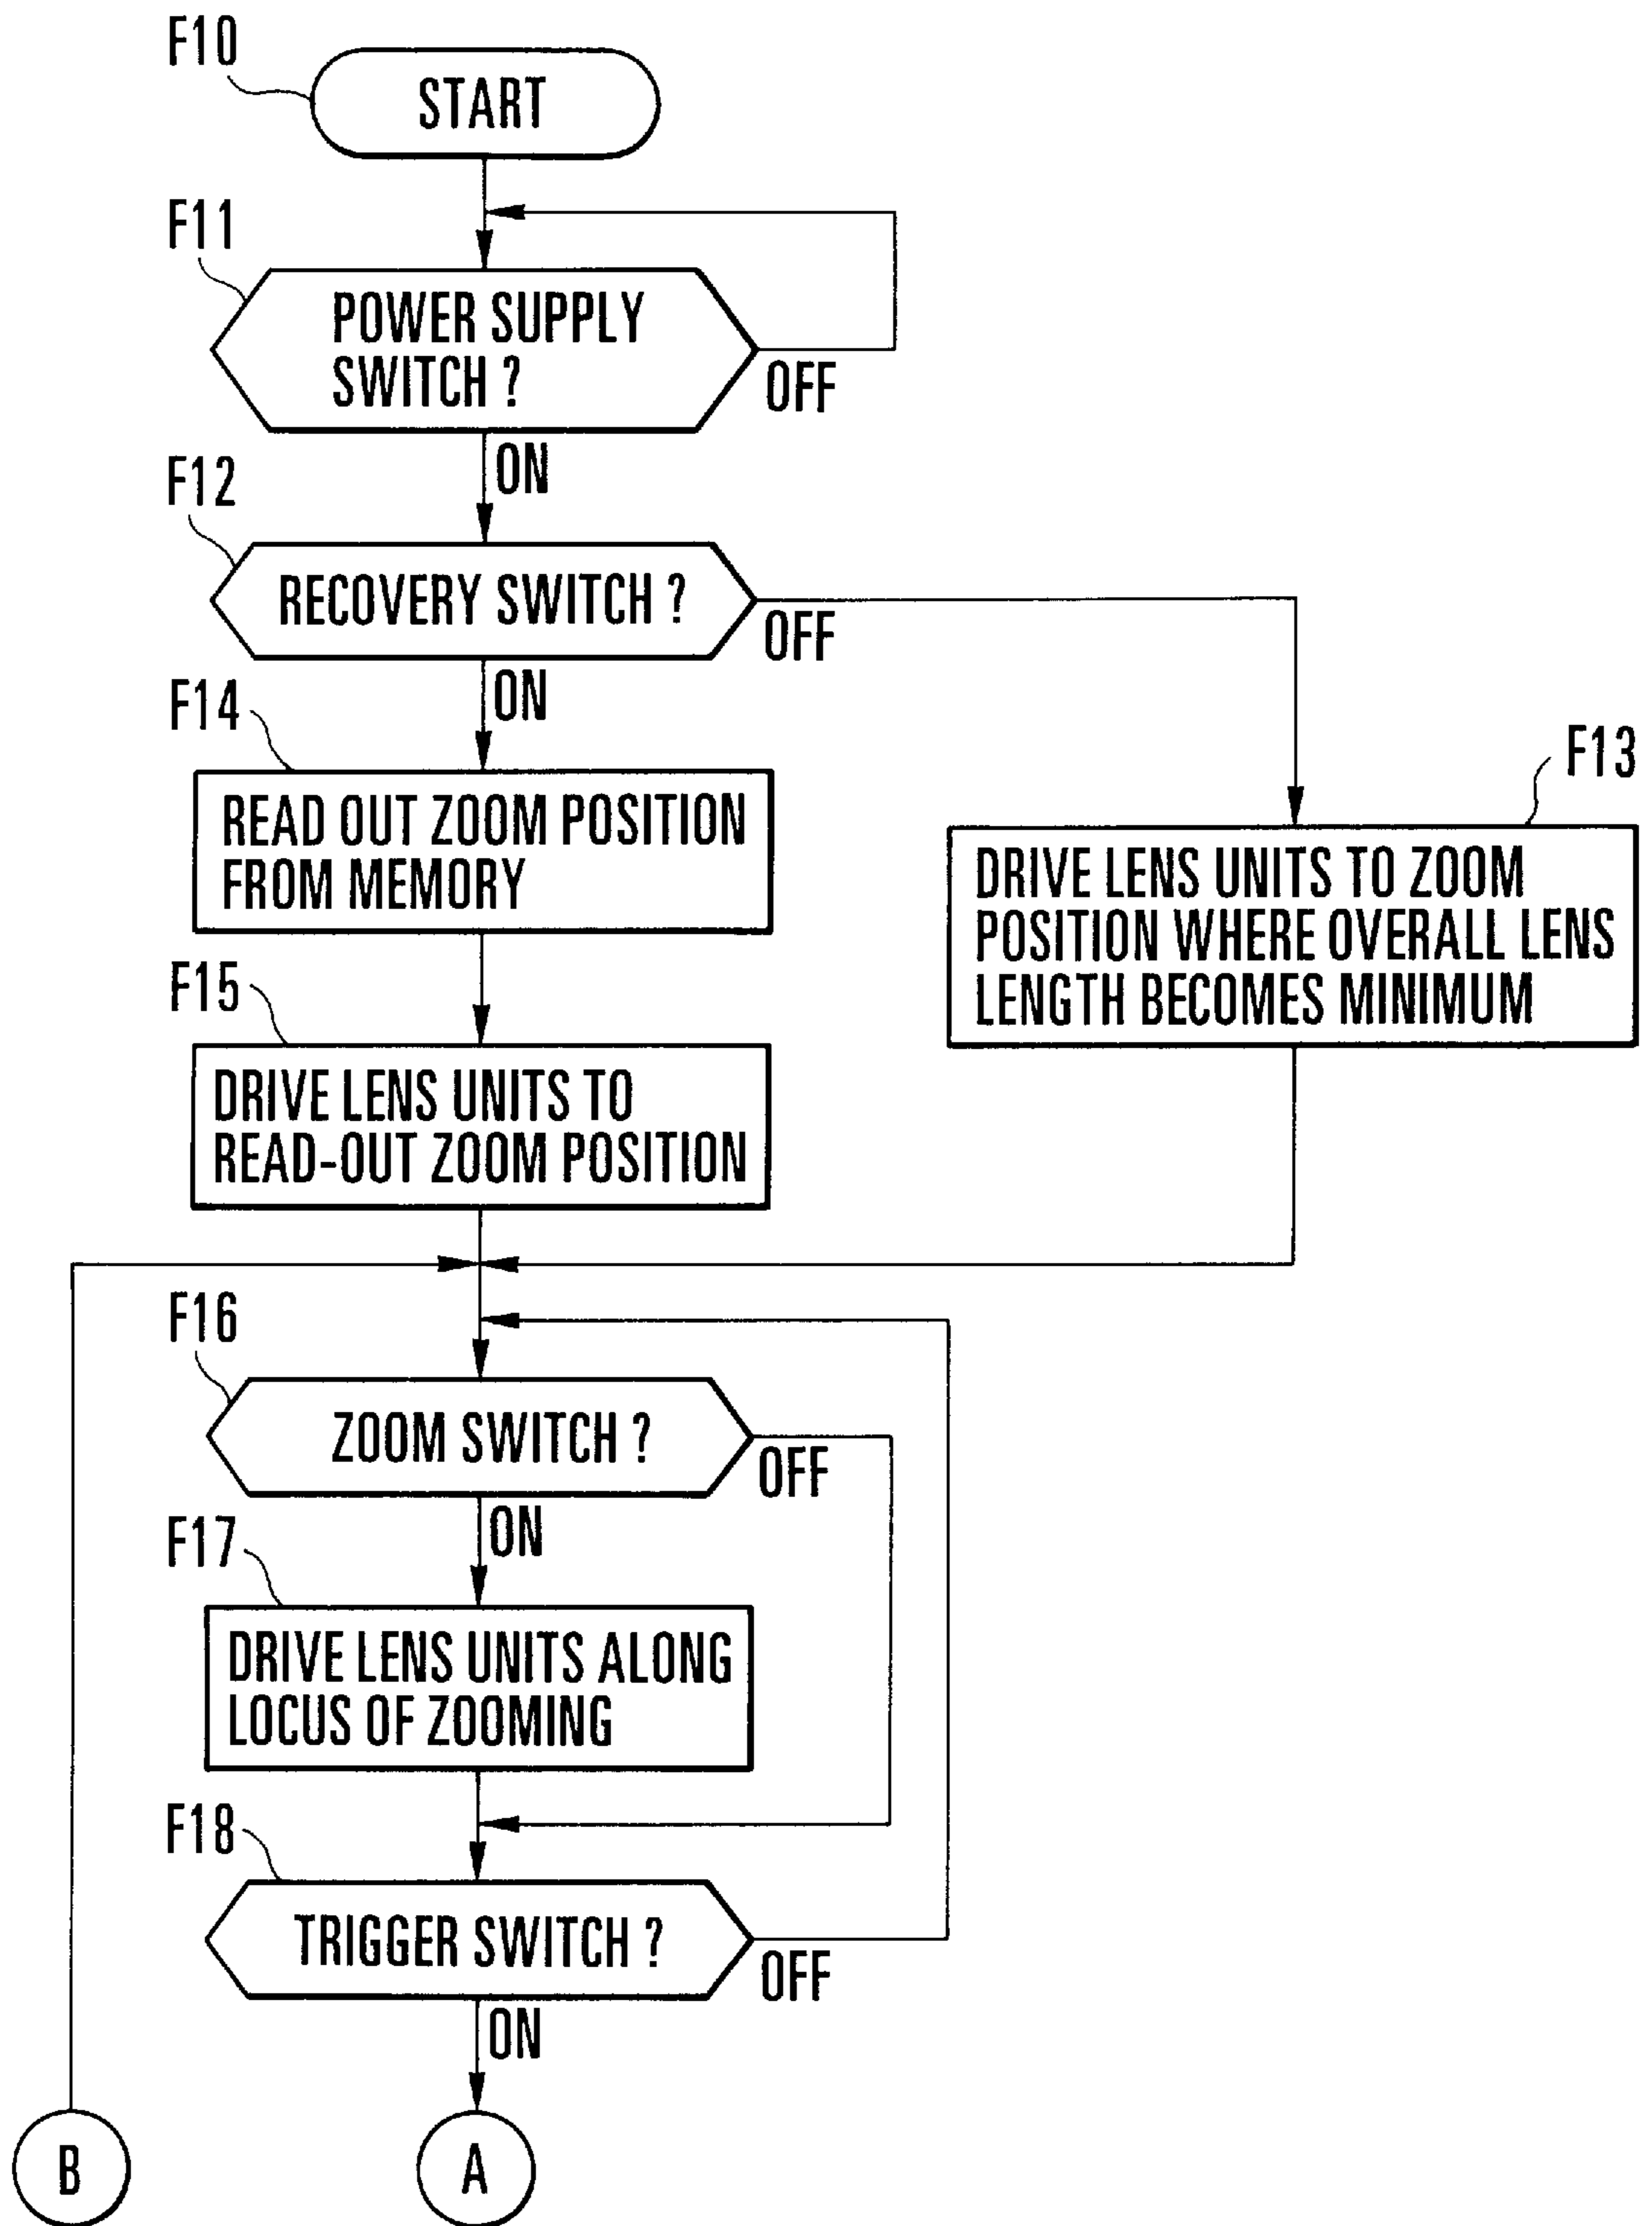 F10
START
F11
POWER SUPPLY
SWITCH ?
OFF
ON
F12
RECOVERY SWITCH ?
OFF
ON
F14
READ OUT ZOOM POSITION
FROM MEMORY
F13
DRIVE LENS UNITS TO ZOOM
POSITION WHERE OVERALL LENS
LENGTH BECOMES MINIMUM
F15
DRIVE LENS UNITS TO
READ-OUT ZOOM POSITION
F16
ZOOM SWITCH ?
OFF
ON
F17
DRIVE LENS UNITS ALONG
LOCUS OF ZOOMING
F18
TRIGGER SWITCH ?
OFF
ON
B
A